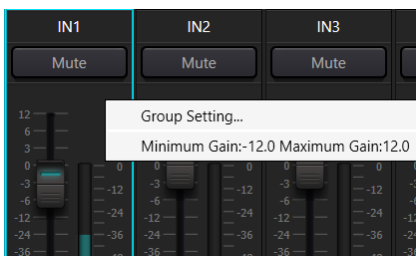 IN1 IN2 IN3
Mute Mute Mute
12
6
3
Group Setting...
Minimum Gain:-12.0 Maximum Gain:12.0
0 0 0 0 0 0
-3 -12 -3 -12 -3 -12
-6 -6 -6
-12 -24 -12 -24 -12 -24
-24 -36 -24 -36 -24 -36
-36 -36 -36